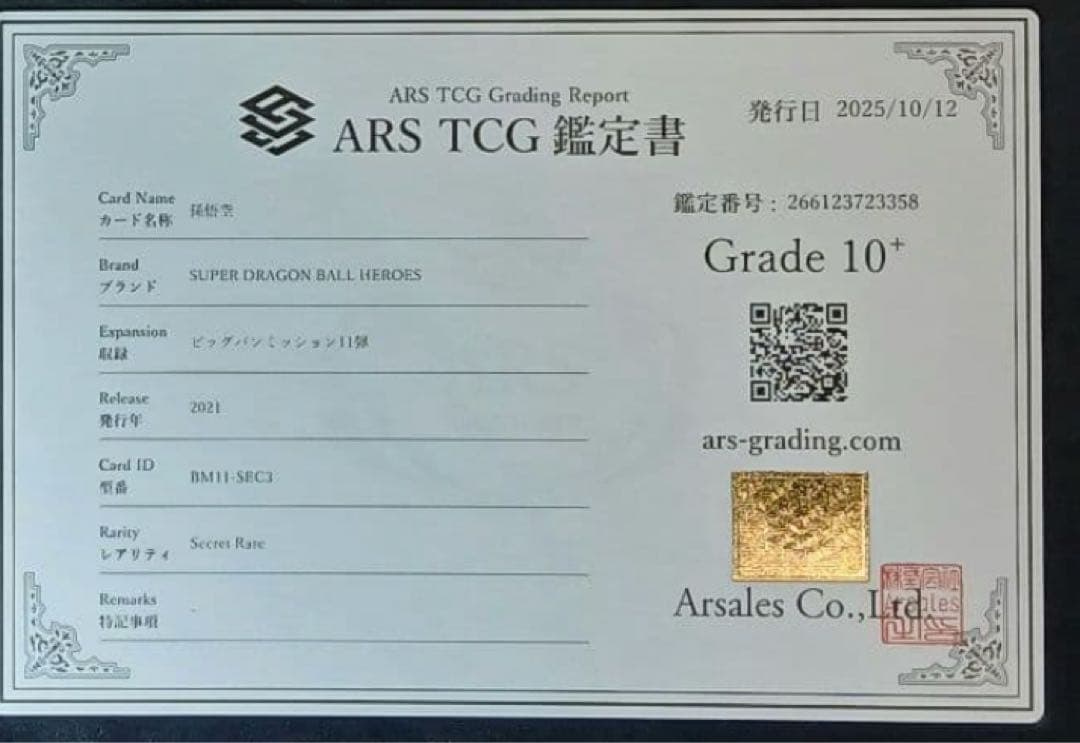 ARS TCG Grading Report
ARS TCG 鑑定書
発行日 2025/10/12
Card Name
カード名称
孫悟空
Brand
ブランド
SUPER DRAGON BALL HEROES
Expansion
収録
ビッグバンミッション11弾
Release
発行年
2021
Card ID
型番
BM11-SEC3
Rarity
レアリティ
Secret Rare
Remarks
特記事項
-
鑑定番号 : 266123723358
Grade 10+
ars-grading.com
Arsales Co.,Ltd.